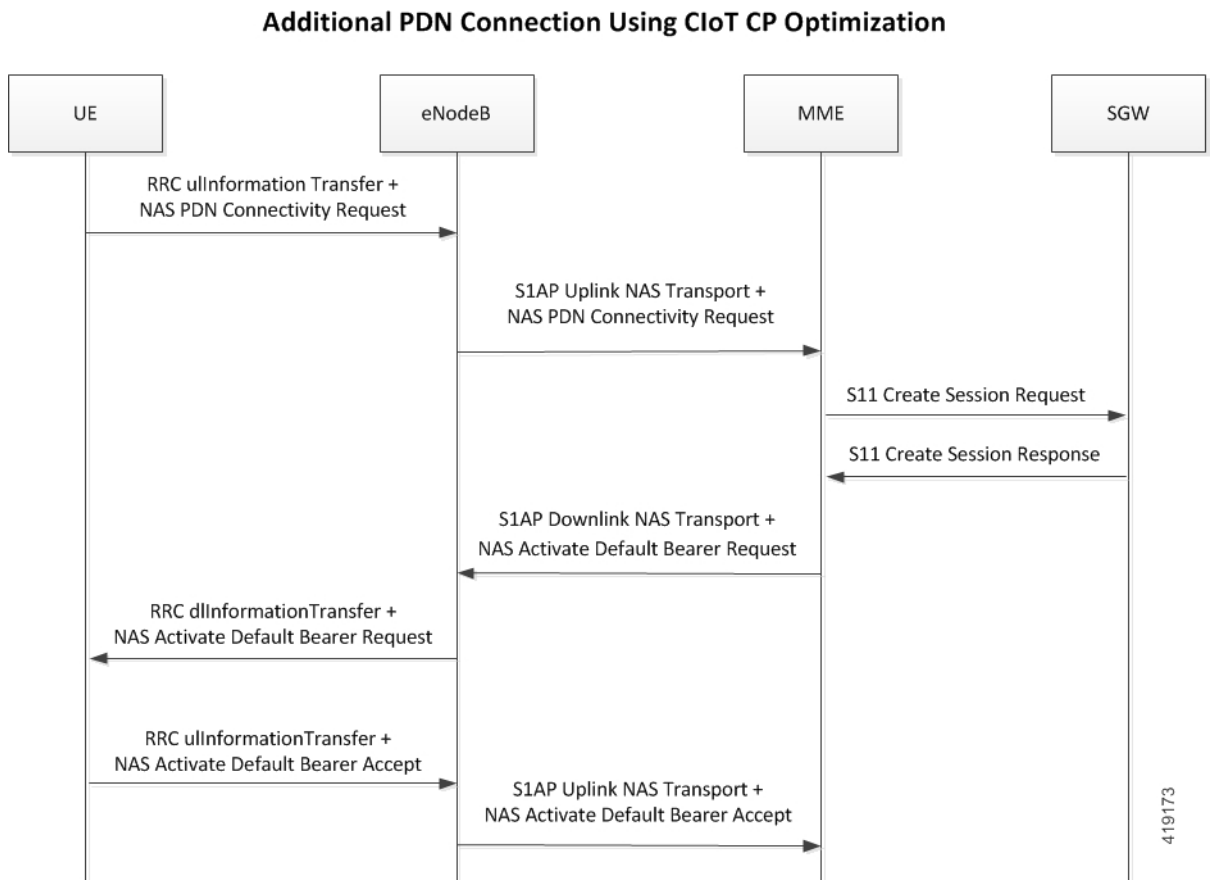 Additional PDN Connection Using CIoT CP Optimization
UE
eNodeB
MME
SGW
RRC ulInformation Transfer +
NAS PDN Connectivity Request
S1AP Uplink NAS Transport +
NAS PDN Connectivity Request
S11 Create Session Request
S11 Create Session Response
S1AP Downlink NAS Transport +
NAS Activate Default Bearer Request
RRC dlInformationTransfer +
NAS Activate Default Bearer Request
RRC ulInformationTransfer +
NAS Activate Default Bearer Accept
S1AP Uplink NAS Transport +
NAS Activate Default Bearer Accept
419173